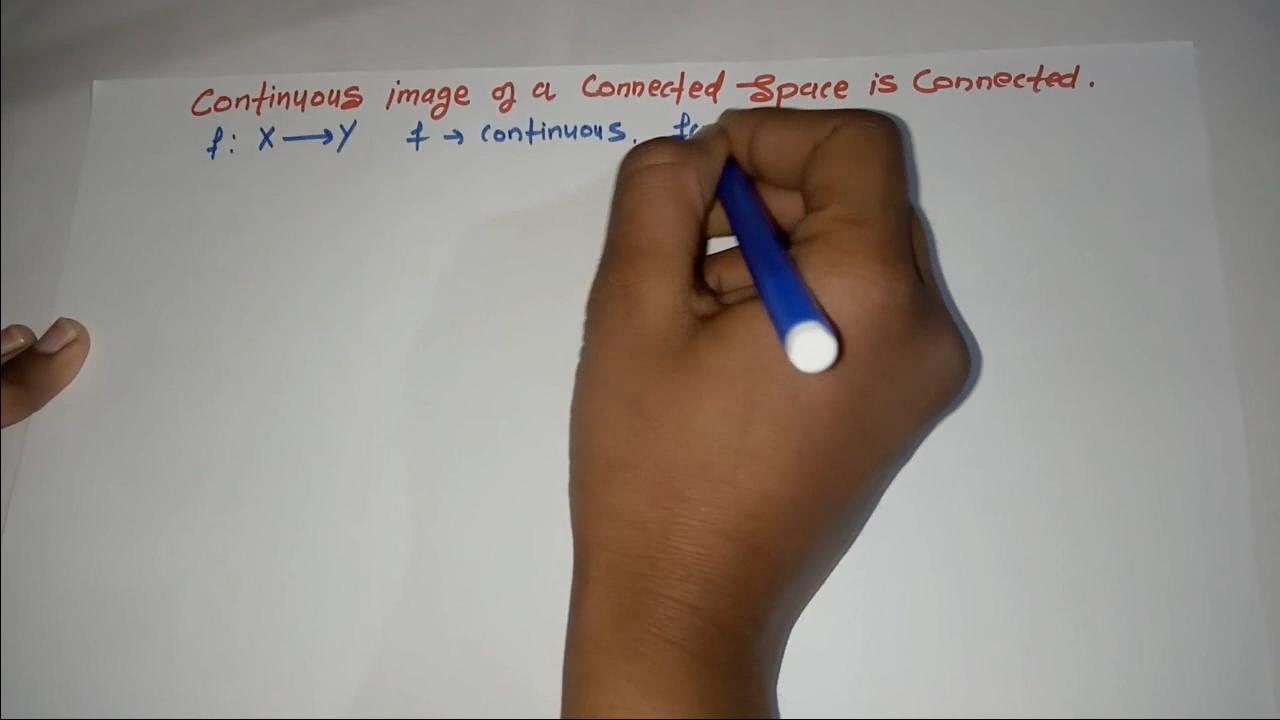 Continuous image of a Connected Space is Connected.
f: X → Y f → continuous.